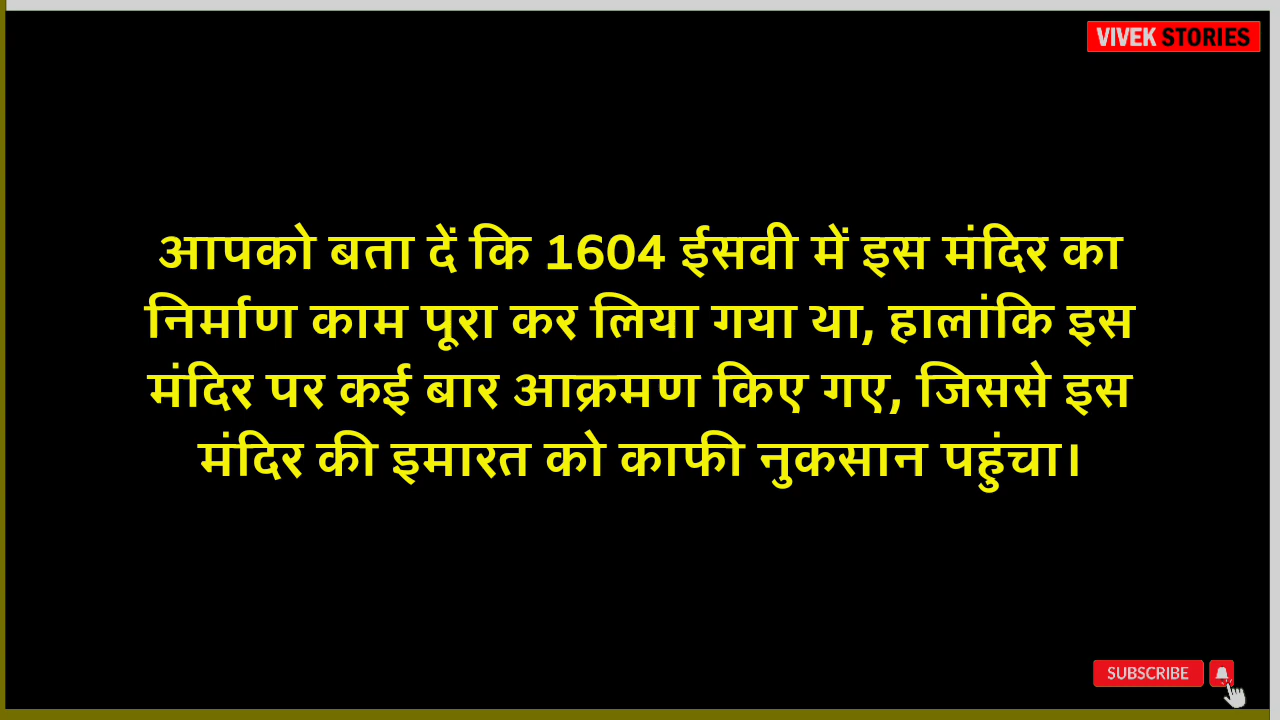 VIVEK STORIES
आपको बता दें कि 1604 ईसवी में इस मंदिर का
निर्माण काम पूरा कर लिया गया था, हालांकि इस
मंदिर पर कई बार आक्रमण किए गए, जिससे इस
मंदिर की इमारत को काफी नुकसान पहुंचा।
SUBSCRIBE